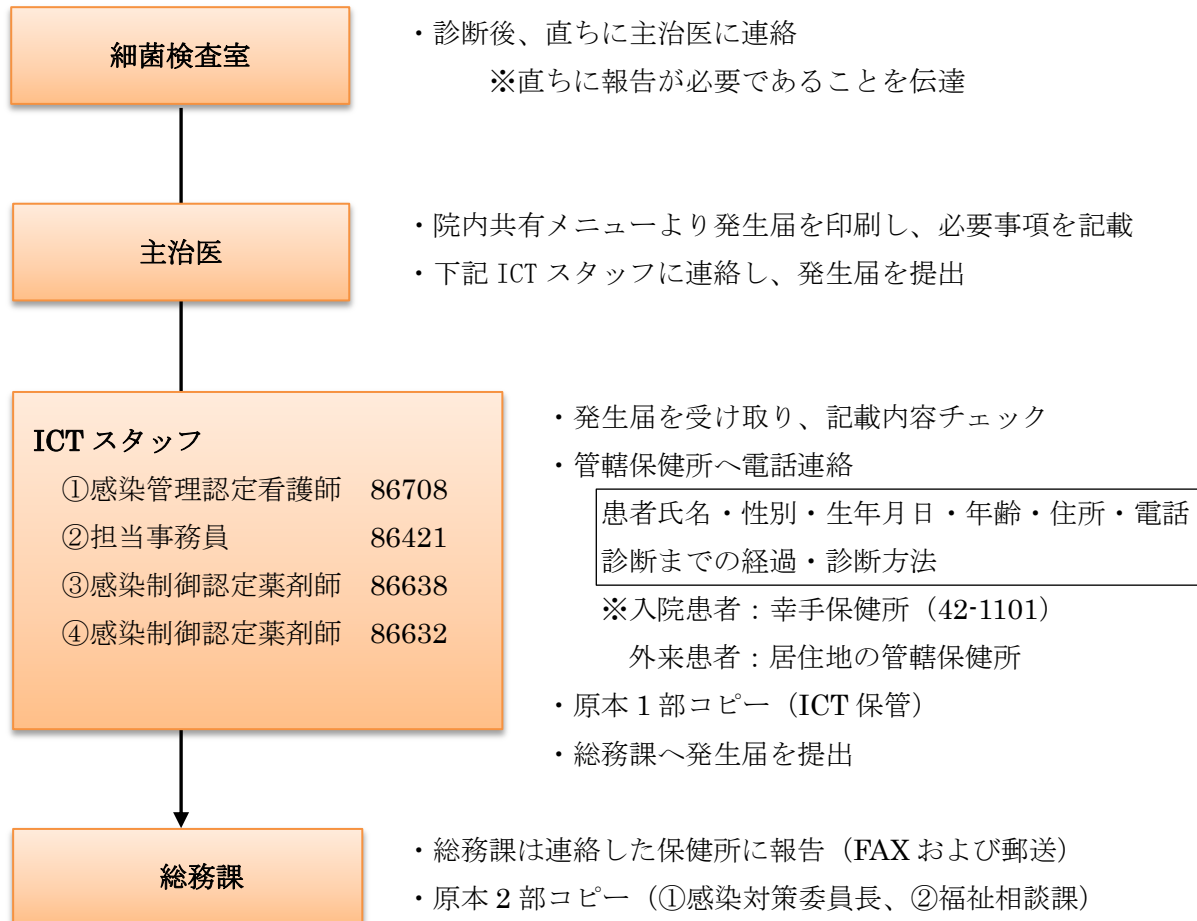 細菌検査室
・診断後、直ちに主治医に連絡
※直ちに報告が必要であることを伝達
主治医
・院内共有メニューより発生届を印刷し、必要事項を記載
・下記 ICT スタッフに連絡し、発生届を提出
ICT スタッフ
①感染管理認定看護師 86708
②担当事務員 86421
③感染制御認定薬剤師 86638
④感染制御認定薬剤師 86632
・発生届を受け取り、記載内容チェック
・管轄保健所へ電話連絡
患者氏名・性別・生年月日・年齢・住所・電話
診断までの経過・診断方法
※入院患者：幸手保健所（42-1101）
外来患者：居住地の管轄保健所
・原本 1 部コピー（ICT 保管）
・総務課へ発生届を提出
総務課
・総務課は連絡した保健所に報告（FAX および郵送）
・原本 2 部コピー（①感染対策委員長、②福祉相談課）